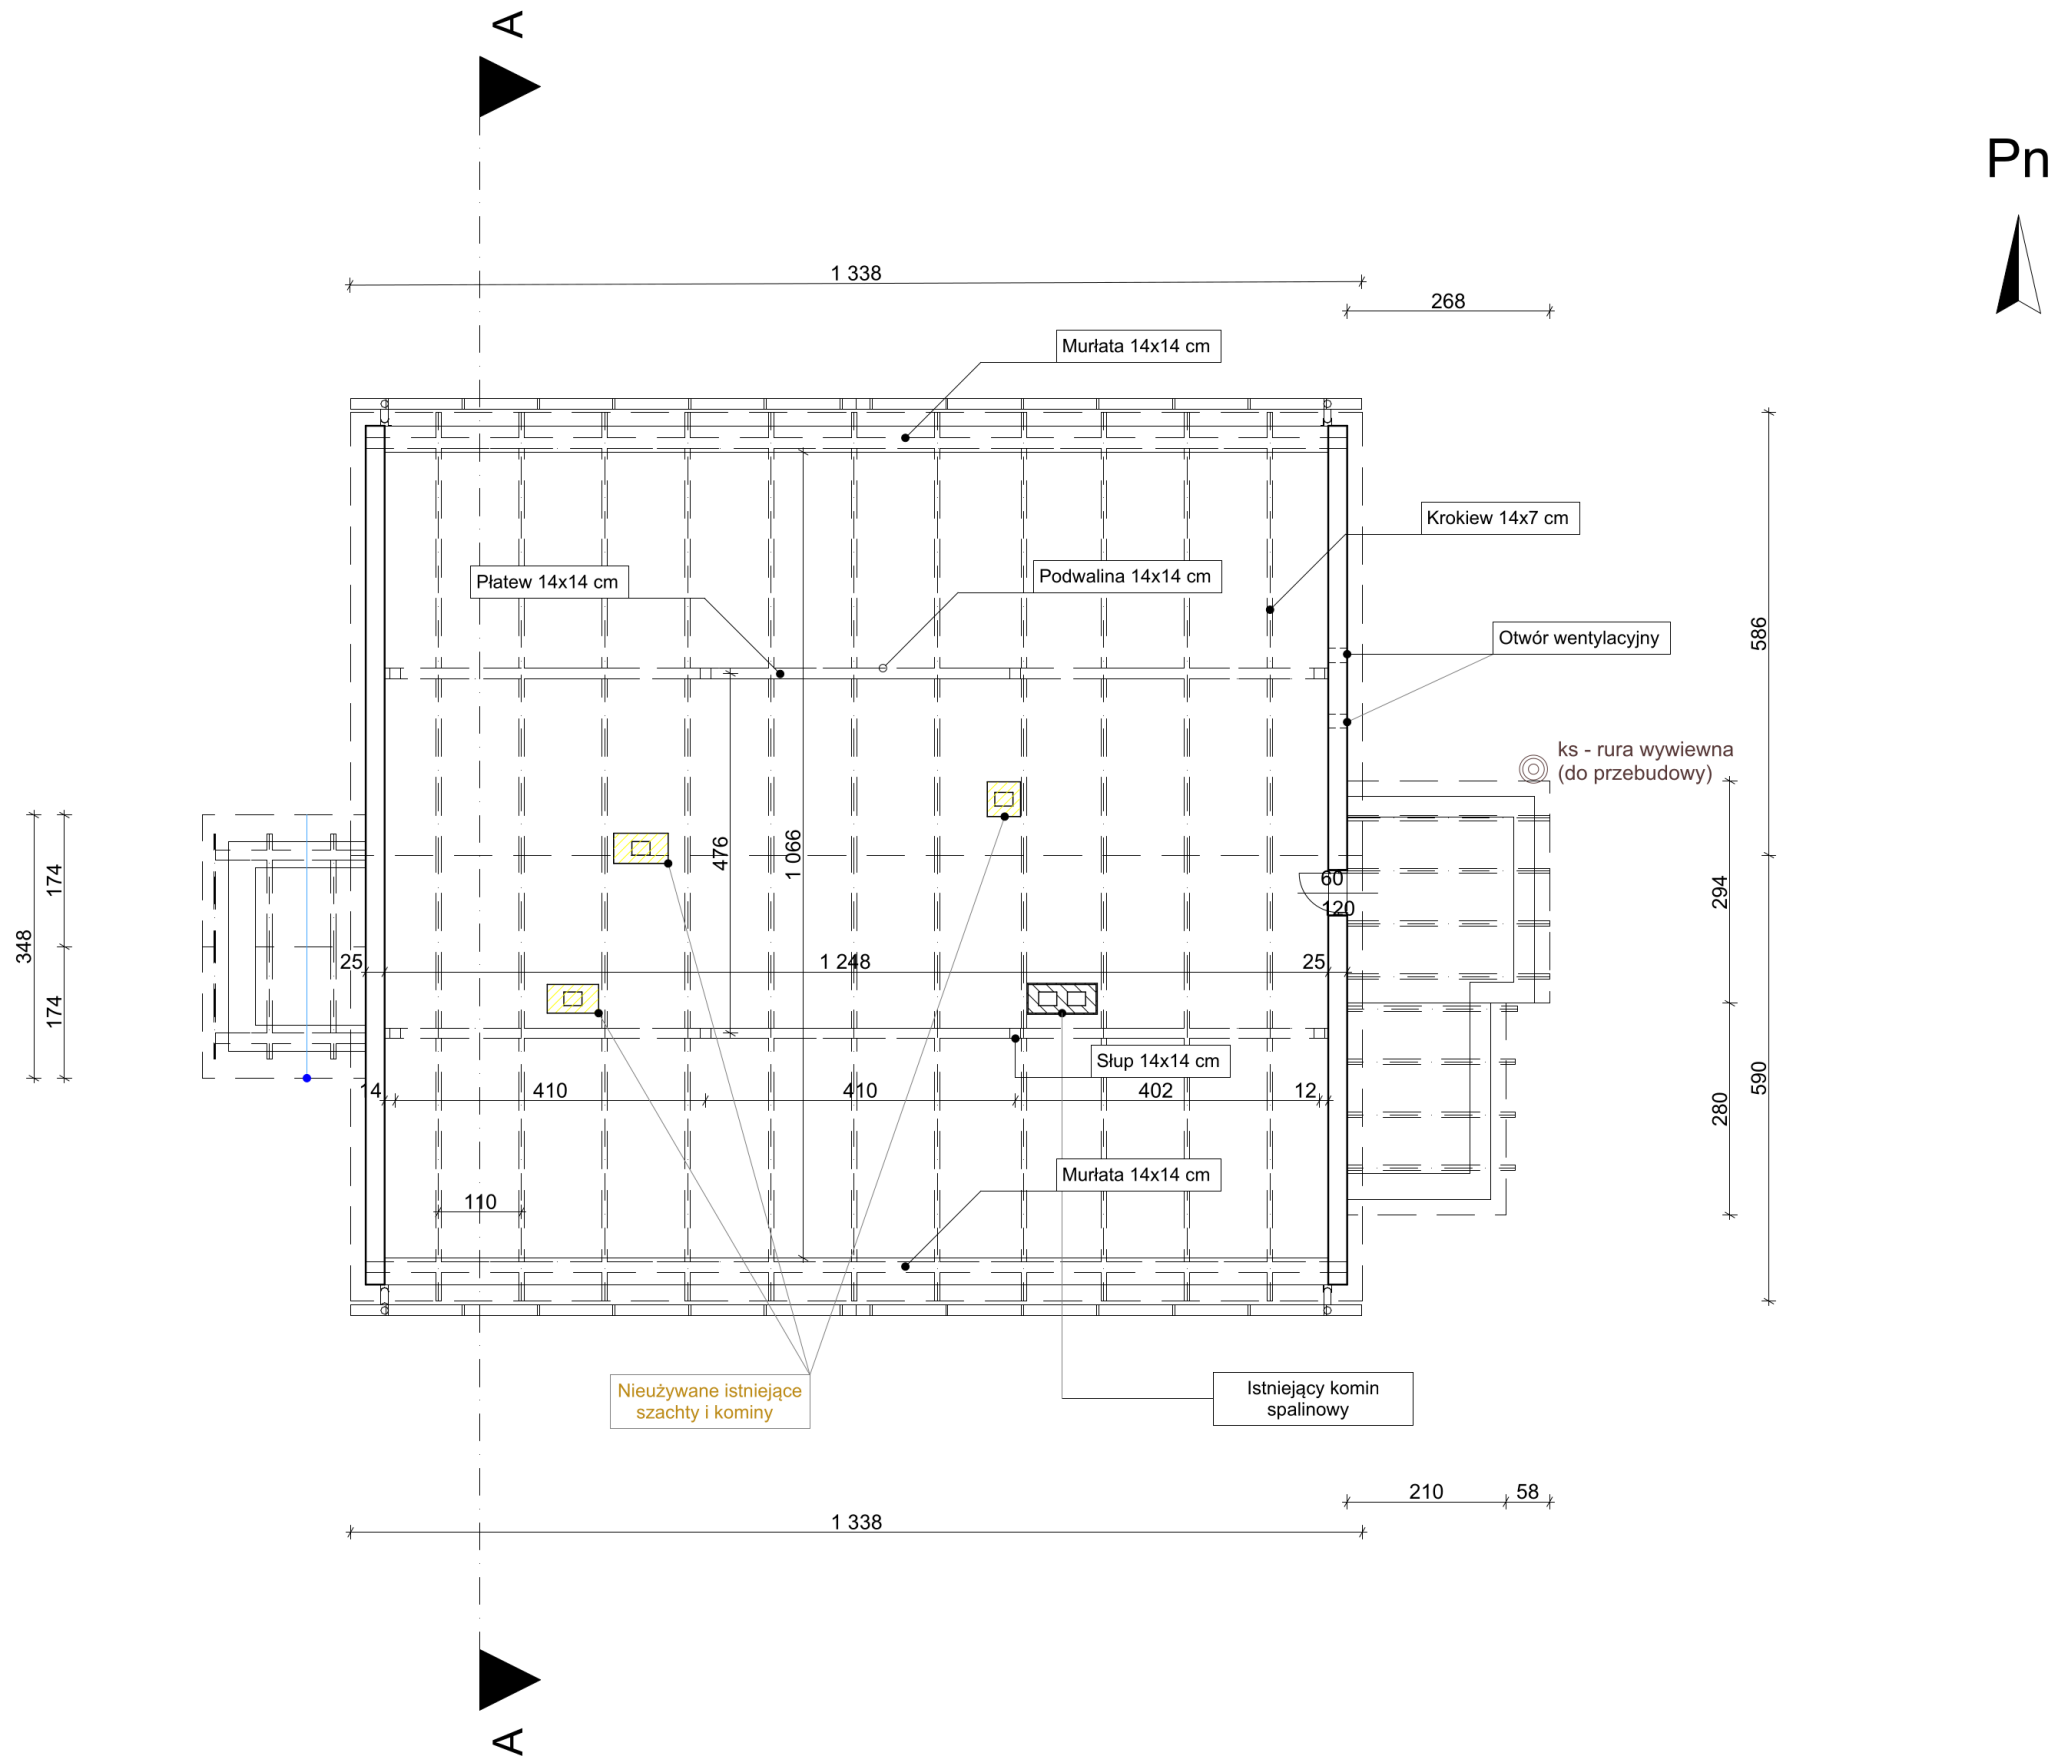 A
Pn
1 338
268
Murłata 14x14 cm
Krokiew 14x7 cm
Płatew 14x14 cm
Podwalina 14x14 cm
Otwór wentylacyjny
586
ks - rura wywiewna
(do przebudowy)
476
1 066
60
120
174
348
174
294
25
1 248
25
Słup 14x14 cm
14
410
410
402
12
280
590
Murłata 14x14 cm
110
Nieużywane istniejące
szachty i kominy
Istniejący komin
spalinowy
210
58
1 338
A